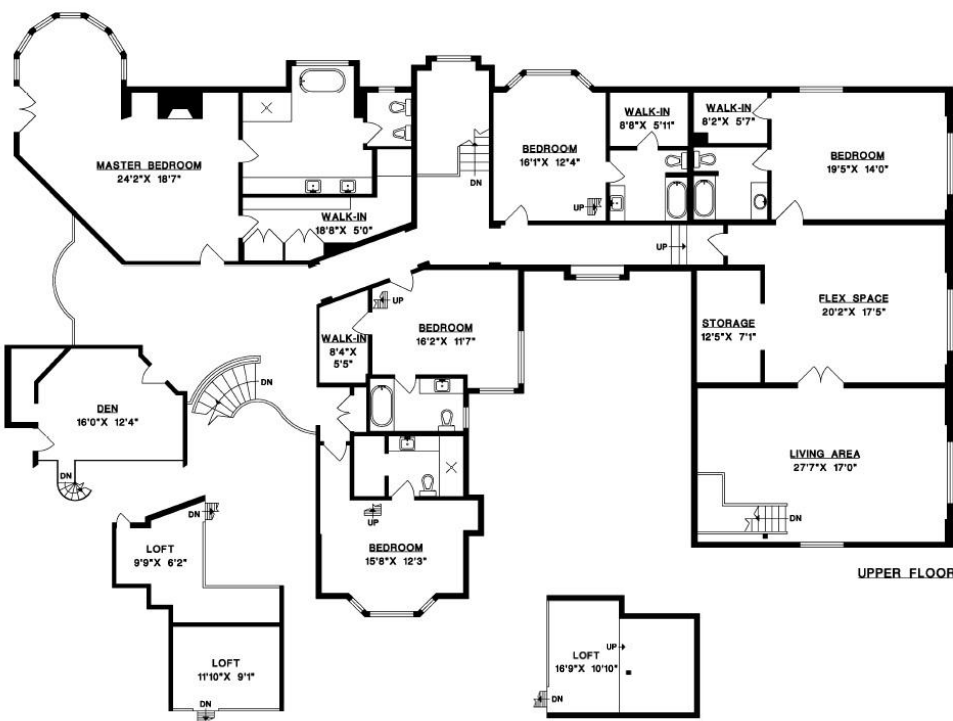 MASTER BEDROOM
24'2"X 18'7"
WALK-IN
18'8"X 5'0"
DN
BEDROOM
16'1"X 12'4"
UP
WALK-IN
8'8"X 5'11"
WALK-IN
8'2"X 5'7"
BEDROOM
19'5"X 14'0"
UP
FLEX SPACE
20'2"X 17'5"
STORAGE
12'5"X 7'1"
UP
BEDROOM
16'2"X 11'7"
WALK-IN
8'4"X
5'5"
DN
DEN
16'0"X 12'4"
DN
LIVING AREA
27'7"X 17'0"
DN
UP
BEDROOM
15'8"X 12'3"
DN
LOFT
9'9"X 6'2"
LOFT
11'10"X 9'1"
DN
UPPER FLOOR
LOFT
16'9"X 10'10"
UP
DN